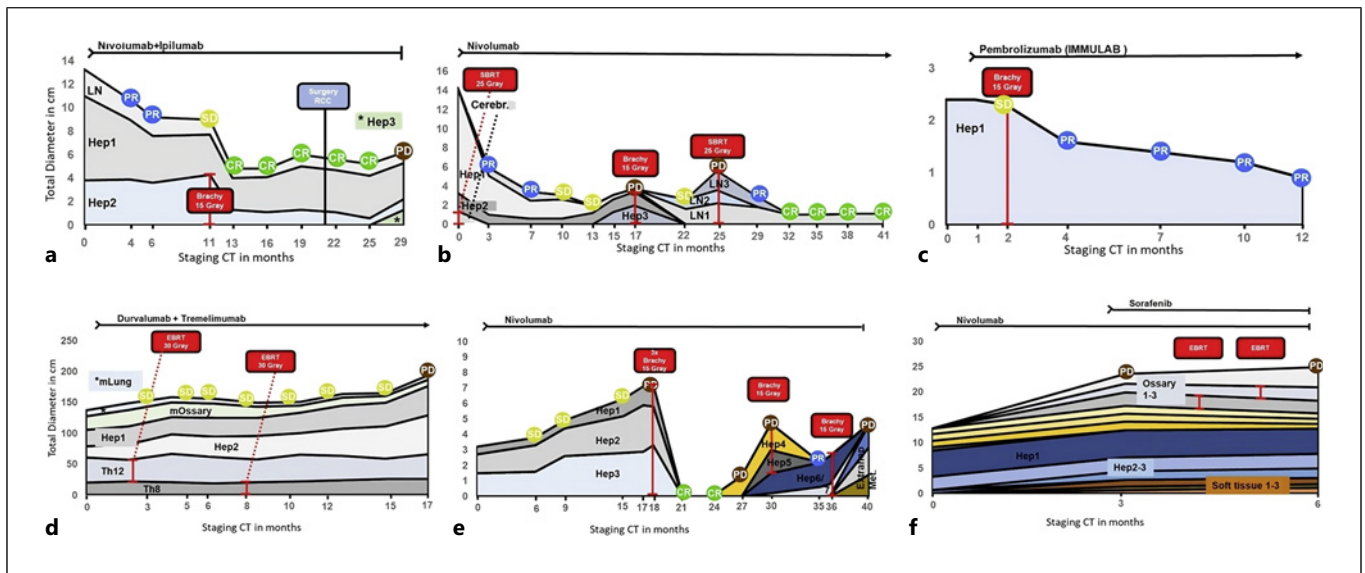 Nivolumab+Ipilumab
Total Diameter in cm
14
12
10
8
6
4
2
0
LN
Hep1
Hep2
PR
PR
SD
CR
CR
CR
CR
CR
PD
Brachy
15 Gray
Surgery
RCC
* Hep3
*
0 4 6 11 13 16 19 22 25 29
Staging CT in months
a
Nivolumab
16
14
12
10
8
6
4
2
0
SBRT
25 Gray
Cerebr.
Hep1
Hep2
PR
PR
SD
SD
Brachy
15 Gray
PD
Hep3
SD
SBRT
25 Gray
PD
LN3
LN2
LN1
PR
CR
CR
CR
CR
0 3 7 10 13 15 17 22 25 29 32 35 38 41
Staging CT in months
b
Pembrolizumab (IMMULAB )
3
2
1
0
Brachy
15 Gray
SD
Hep1
PR
PR
PR
PR
0 1 2 4 7 10 12
Staging CT in months
c
Durvalumab + Tremelimumab
Total Diameter in cm
250
200
150
100
50
0
EBRT
30 Gray
EBRT
30 Gray
*mLung
*
SD
SD
SD
SD
SD
SD
SD
PD
mOssary
Hep1
Hep2
Th12
Th8
0 3 5 6 8 10 12 15 17
Staging CT in months
d
Nivolumab
10
9
8
7
6
5
4
3
2
1
0
SD
SD
SD
PD
3x
Brachy
15 Gray
Hep1
Hep2
Hep3
CR
CR
PD
Brachy
15 Gray
PD
Hep4
Hep5
Hep6/
PR
Brachy
15 Gray
PD
Extrahep
Met.
0 6 9 15 17 18 21 24 27 30 35 36 40
Staging CT in months
e
Sorafenib
Nivolumab
30
25
20
15
10
5
0
PD
EBRT
EBRT
PD
Ossary
1-3
Hep1
Hep2-3
Soft tissue 1-3
0 3 6
Staging CT in months
f